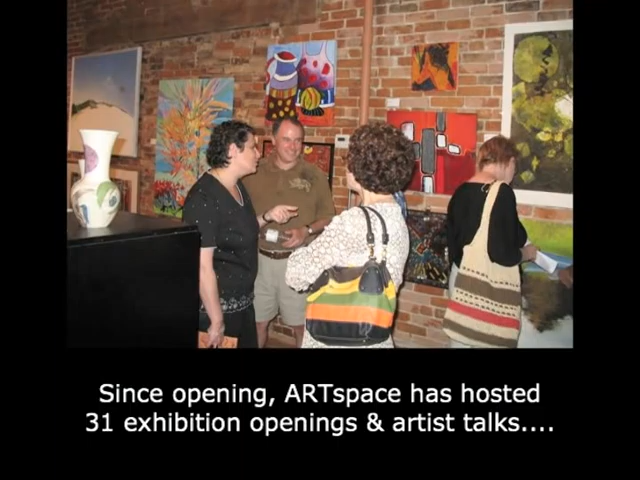 Since opening, ARTspace has hosted
31 exhibition openings & artist talks....